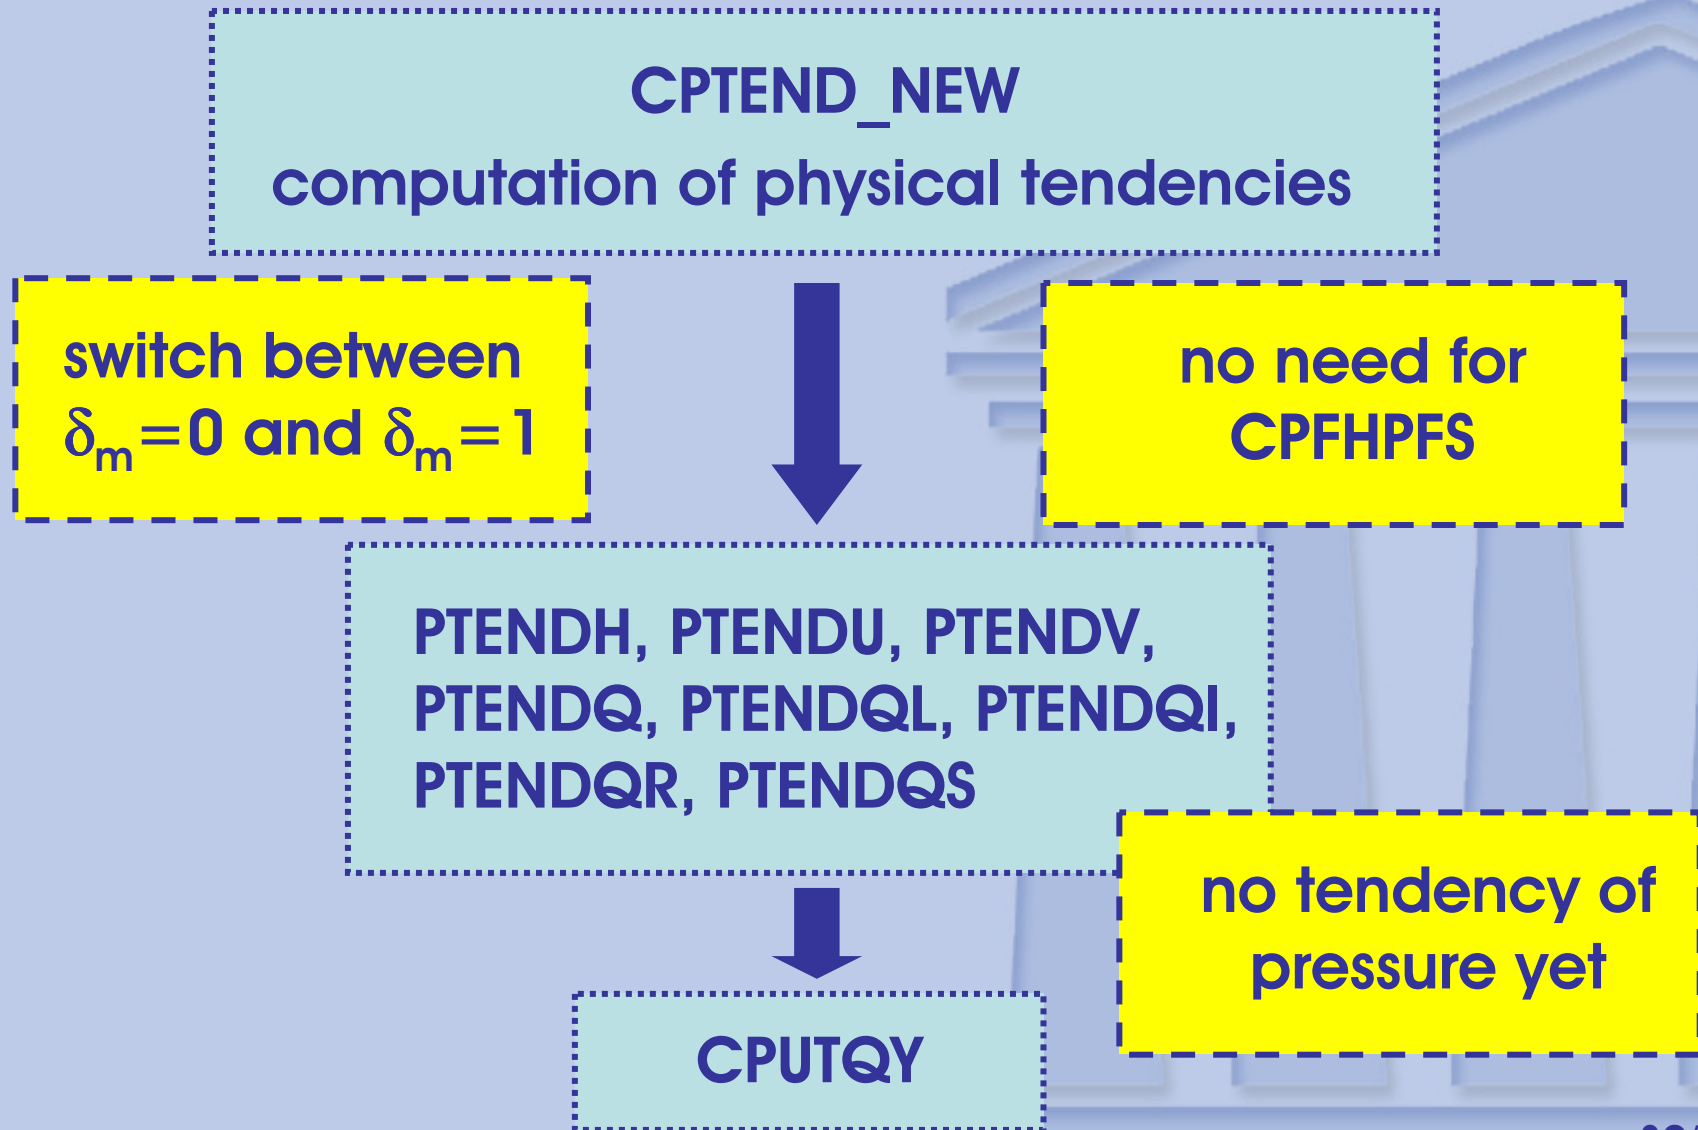 CPTEND_NEW
computation of physical tendencies
switch between
δm=0 and δm=1
no need for
CPFHPFS
PTENDH, PTENDU, PTENDV,
PTENDQ, PTENDQL, PTENDQI,
PTENDQR, PTENDQS
no tendency of
pressure yet
CPUTQY